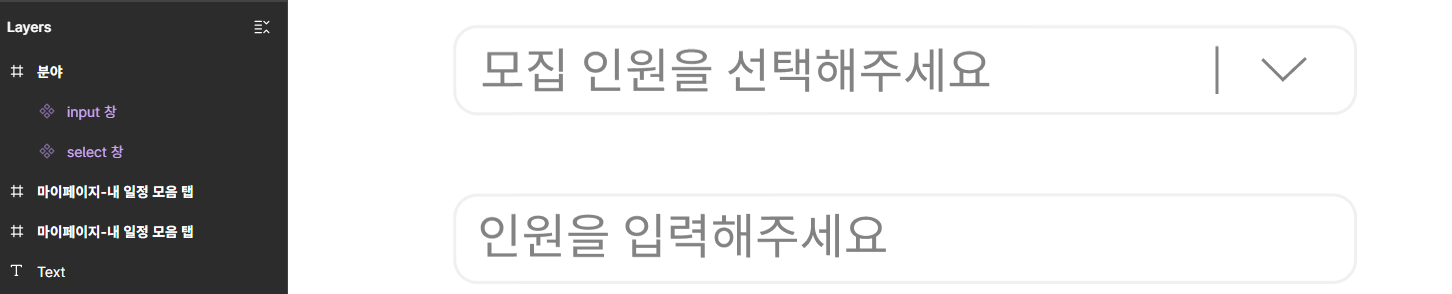 Layers
분야
input 창
select 창
마이페이지-내 일정 모음 탭
마이페이지-내 일정 모음 탭
Text
모집 인원을 선택해주세요
인원을 입력해주세요